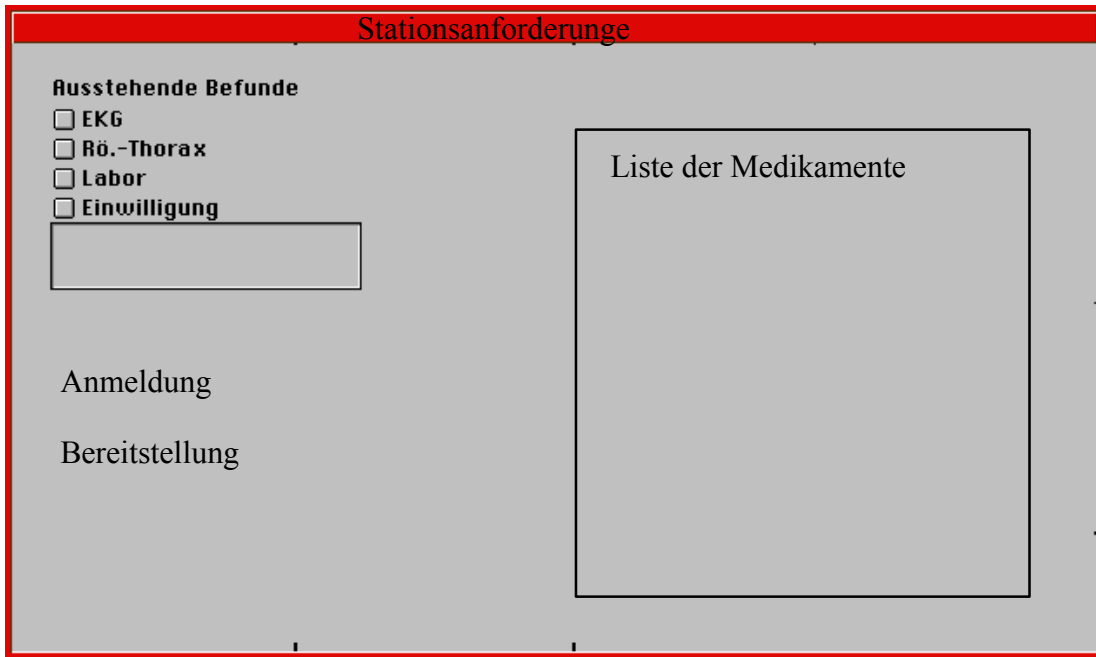 Stationsanforderunge
Ausstehende Befunde
EKG
Rö.-Thorax
Labor
Einwilligung
Liste der Medikamente
Anmeldung
Bereitstellung